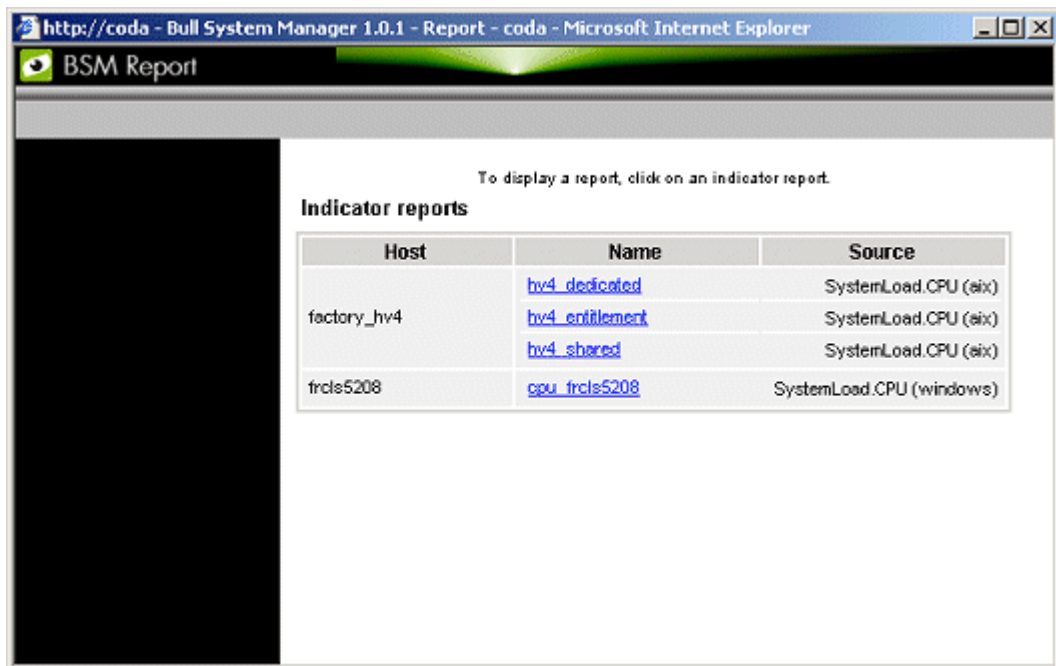 http://coda - Bull System Manager 1.0.1 - Report - coda - Microsoft Internet Explorer
BSM Report
To display a report, click on an indicator report.
Indicator reports
Host Name Source
hv4_dedicated SystemLoad.CPU (aix)
factory_hv4 hv4_entitlement SystemLoad.CPU (aix)
hv4_shared SystemLoad.CPU (aix)
frcls5208 cpu_frcls5208 SystemLoad.CPU (windows)